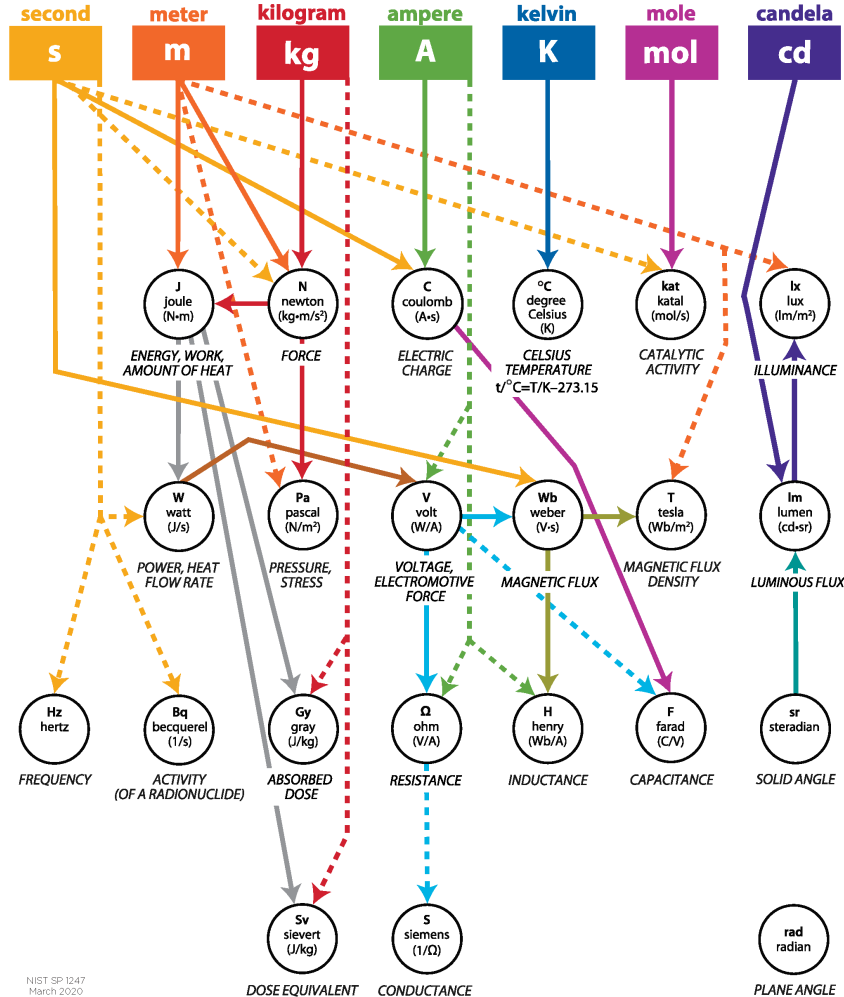 second
meter
kilogram
ampere
kelvin
mole
candela
s
m
kg
A
K
mol
cd
J
joule
(N•m)
ENERGY, WORK,
AMOUNT OF HEAT
N
newton
(kg•m/s²)
FORCE
C
coulomb
(A•s)
ELECTRIC
CHARGE
°C
degree
Celsius
(K)
CELSIUS
TEMPERATURE
t/°C=T/K–273.15
kat
katal
(mol/s)
CATALYTIC
ACTIVITY
lx
lux
(lm/m²)
ILLUMINANCE
W
watt
(J/s)
POWER, HEAT
FLOW RATE
Pa
pascal
(N/m²)
PRESSURE,
STRESS
V
volt
(W/A)
VOLTAGE,
ELECTROMOTIVE
FORCE
Wb
weber
(V•s)
MAGNETIC FLUX
T
tesla
(Wb/m²)
MAGNETIC FLUX
DENSITY
lm
lumen
(cd•sr)
LUMINOUS FLUX
Hz
hertz
FREQUENCY
Bq
becquerel
(1/s)
ACTIVITY
(OF A RADIONUCLIDE)
Gy
gray
(J/kg)
ABSORBED
DOSE
Ω
ohm
(V/A)
RESISTANCE
H
henry
(Wb/A)
INDUCTANCE
F
farad
(C/V)
CAPACITANCE
sr
steradian
SOLID ANGLE
Sv
sievert
(J/kg)
DOSE EQUIVALENT
S
siemens
(1/Ω)
CONDUCTANCE
rad
radian
PLANE ANGLE
NIST SP 1247
March 2020